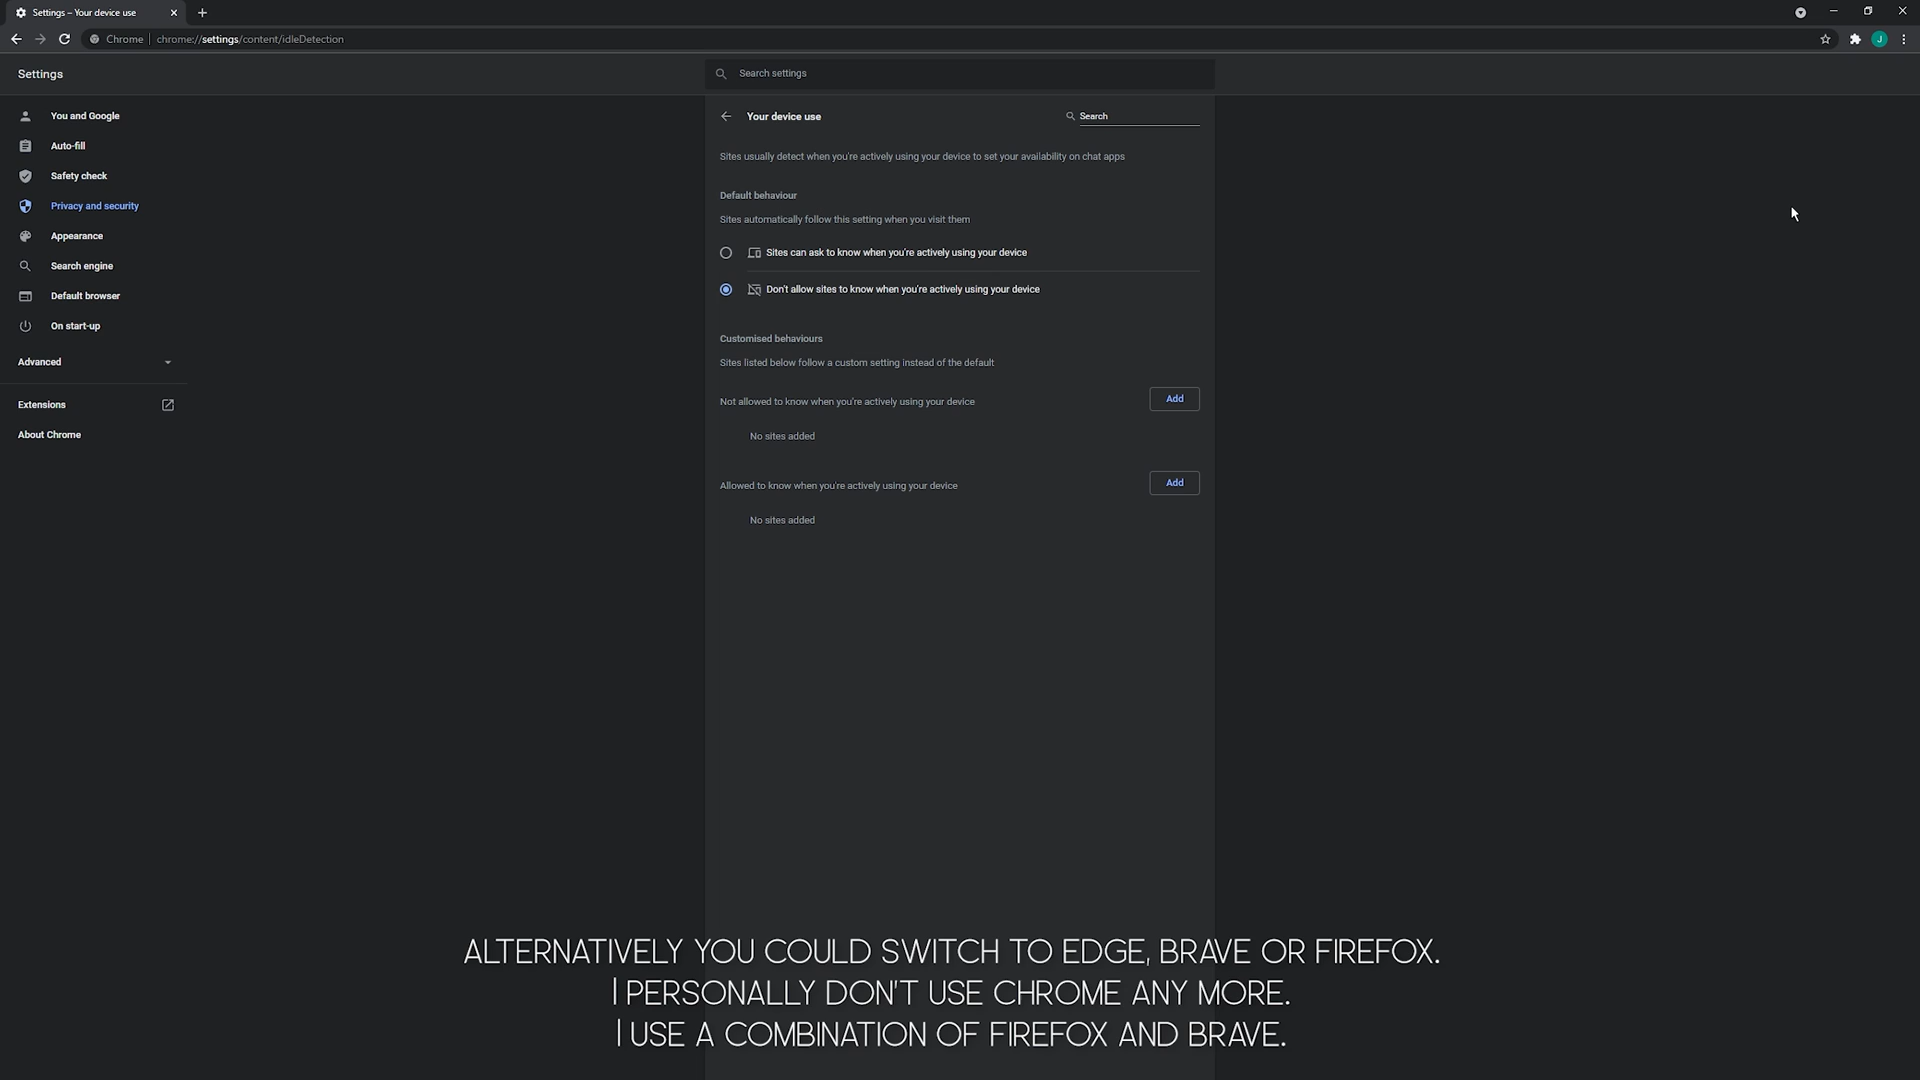 Settings – Your device use
Chrome
chrome://settings/content/idleDetection
J
Settings
Search settings
You and Google
Auto-fill
Safety check
Privacy and security
Appearance
Search engine
Default browser
On start-up
Advanced
Extensions
About Chrome
Your device use
Search
Sites usually detect when you're actively using your device to set your availability on chat apps
Default behaviour
Sites automatically follow this setting when you visit them
Sites can ask to know when you're actively using your device
Don't allow sites to know when you're actively using your device
Customised behaviours
Sites listed below follow a custom setting instead of the default
Not allowed to know when you're actively using your device
Add
No sites added
Allowed to know when you're actively using your device
Add
No sites added
ALTERNATIVELY YOU COULD SWITCH TO EDGE, BRAVE OR FIREFOX.
I PERSONALLY DON'T USE CHROME ANY MORE.
I USE A COMBINATION OF FIREFOX AND BRAVE.